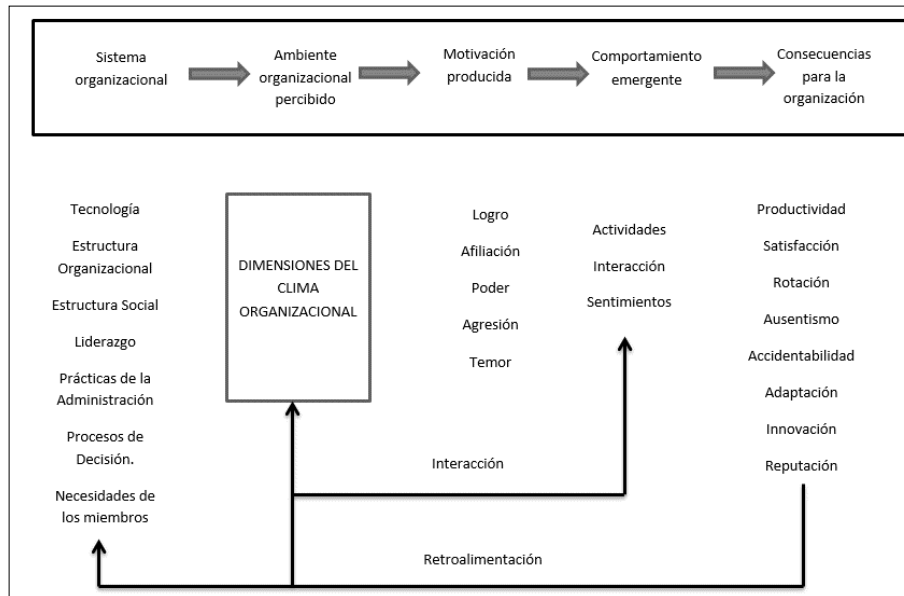 Sistema
organizacional
Ambiente
organizacional
percibido
Motivación
producida
Comportamiento
emergente
Consecuencias
para la
organización
Tecnología
Estructura
Organizacional
Estructura Social
Liderazgo
Prácticas de la
Administración
Procesos de
Decisión.
Necesidades de
los miembros
DIMENSIONES DEL
CLIMA
ORGANIZACIONAL
Logro
Afiliación
Poder
Agresión
Temor
Actividades
Interacción
Sentimientos
Productividad
Satisfacción
Rotación
Ausentismo
Accidentabilidad
Adaptación
Innovación
Reputación
Interacción
Retroalimentación